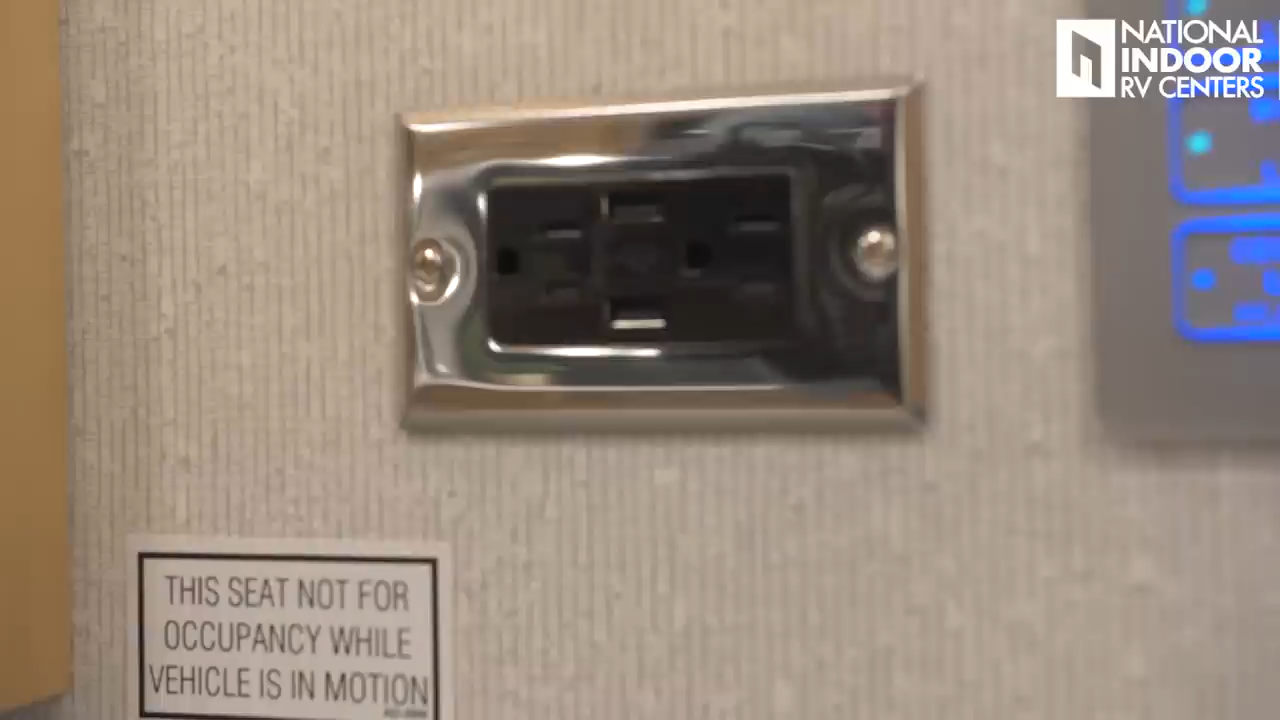 NATIONAL
INDOOR
RV CENTERS
THIS SEAT NOT FOR
OCCUPANCY WHILE
VEHICLE IS IN MOTION